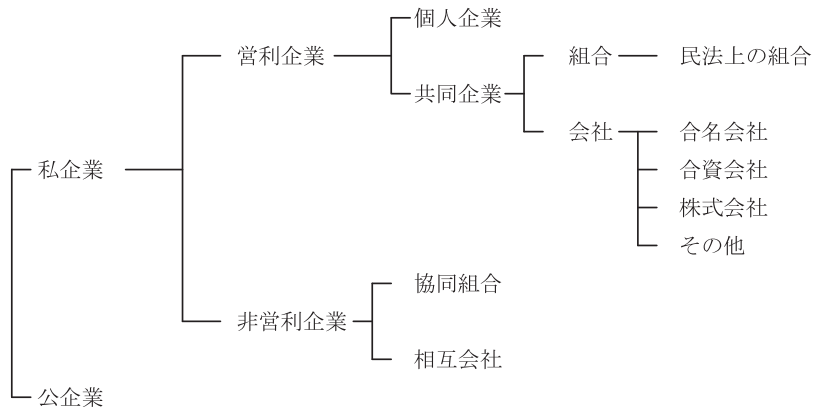 個人企業
営利企業
組合
民法上の組合
共同企業
会社
合名会社
私企業
合資会社
株式会社
その他
協同組合
非営利企業
相互会社
公企業